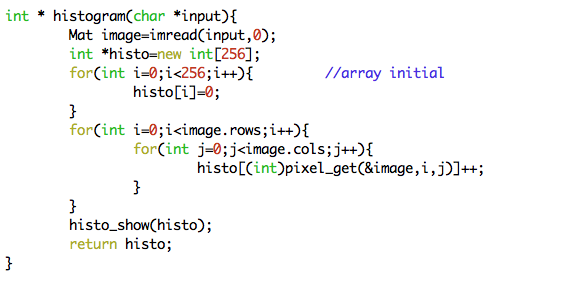 int * histogram(char *input){
        Mat image=imread(input,0);
        int *histo=new int[256];
        for(int i=0;i<256;i++){         //array initial
                histo[i]=0;
        }
        for(int i=0;i<image.rows;i++){
                for(int j=0;j<image.cols;j++){
                        histo[(int)pixel_get(&image,i,j)]++;
                }
        }
        histo_show(histo);
        return histo;
}